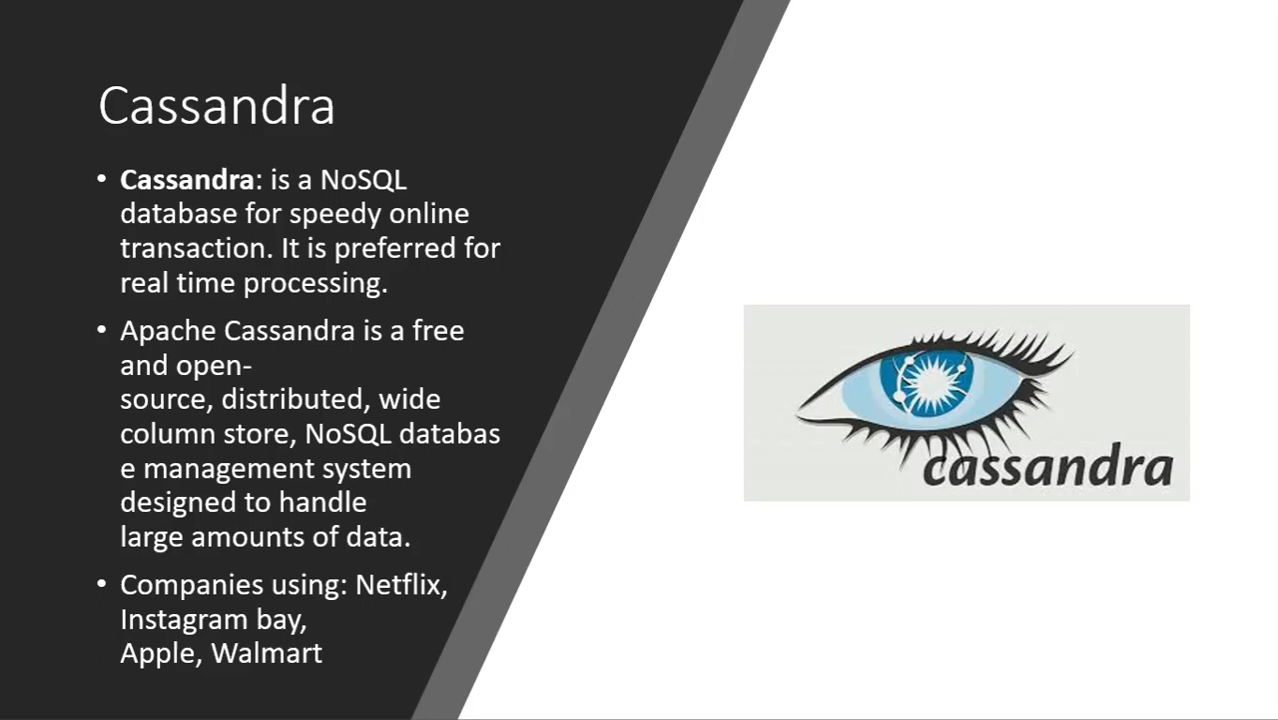 Cassandra
• Cassandra: is a NoSQL
database for speedy online
transaction. It is preferred for
real time processing.
• Apache Cassandra is a free
and open-
source, distributed, wide
column store, NoSQL databas
e management system
designed to handle
large amounts of data.
• Companies using: Netflix,
Instagram bay,
Apple, Walmart
cassandra